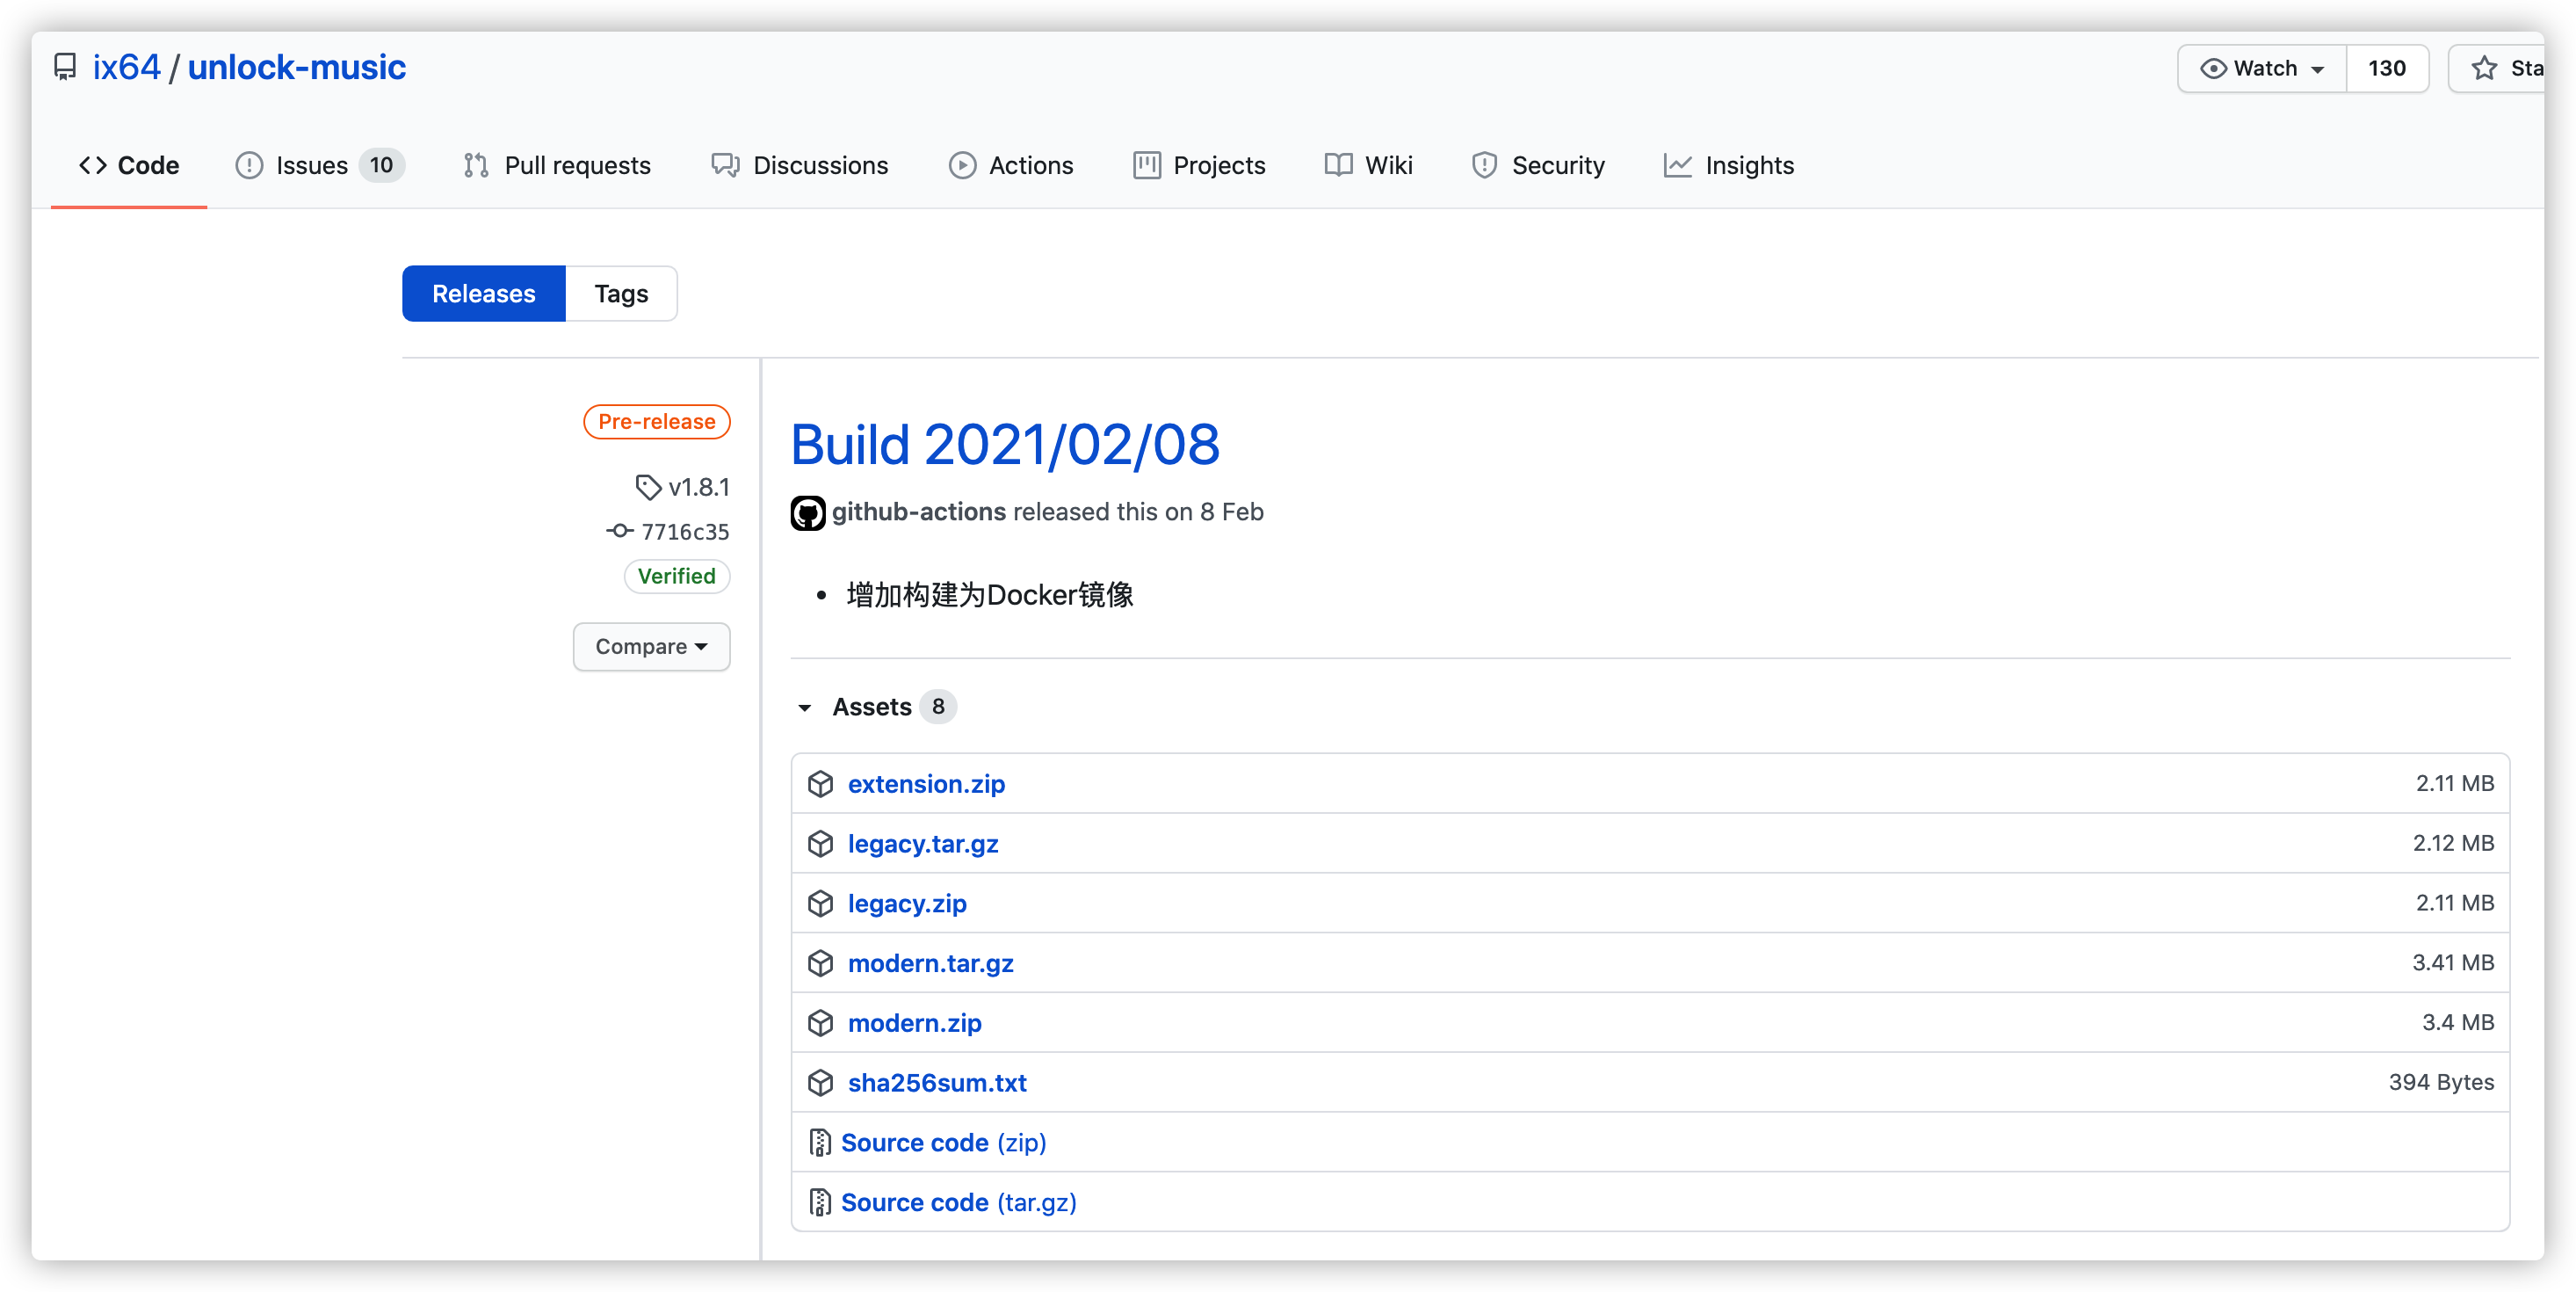 ix64 / unlock-music
Watch 130
Code Issues 10 Pull requests Discussions Actions Projects Wiki Security Insights
Releases Tags
Pre-release
v1.8.1
7716c35
Verified
Compare
Build 2021/02/08
github-actions released this on 8 Feb
• 增加构建为Docker镜像
Assets 8
extension.zip 2.11 MB
legacy.tar.gz 2.12 MB
legacy.zip 2.11 MB
modern.tar.gz 3.41 MB
modern.zip 3.4 MB
sha256sum.txt 394 Bytes
Source code (zip)
Source code (tar.gz)